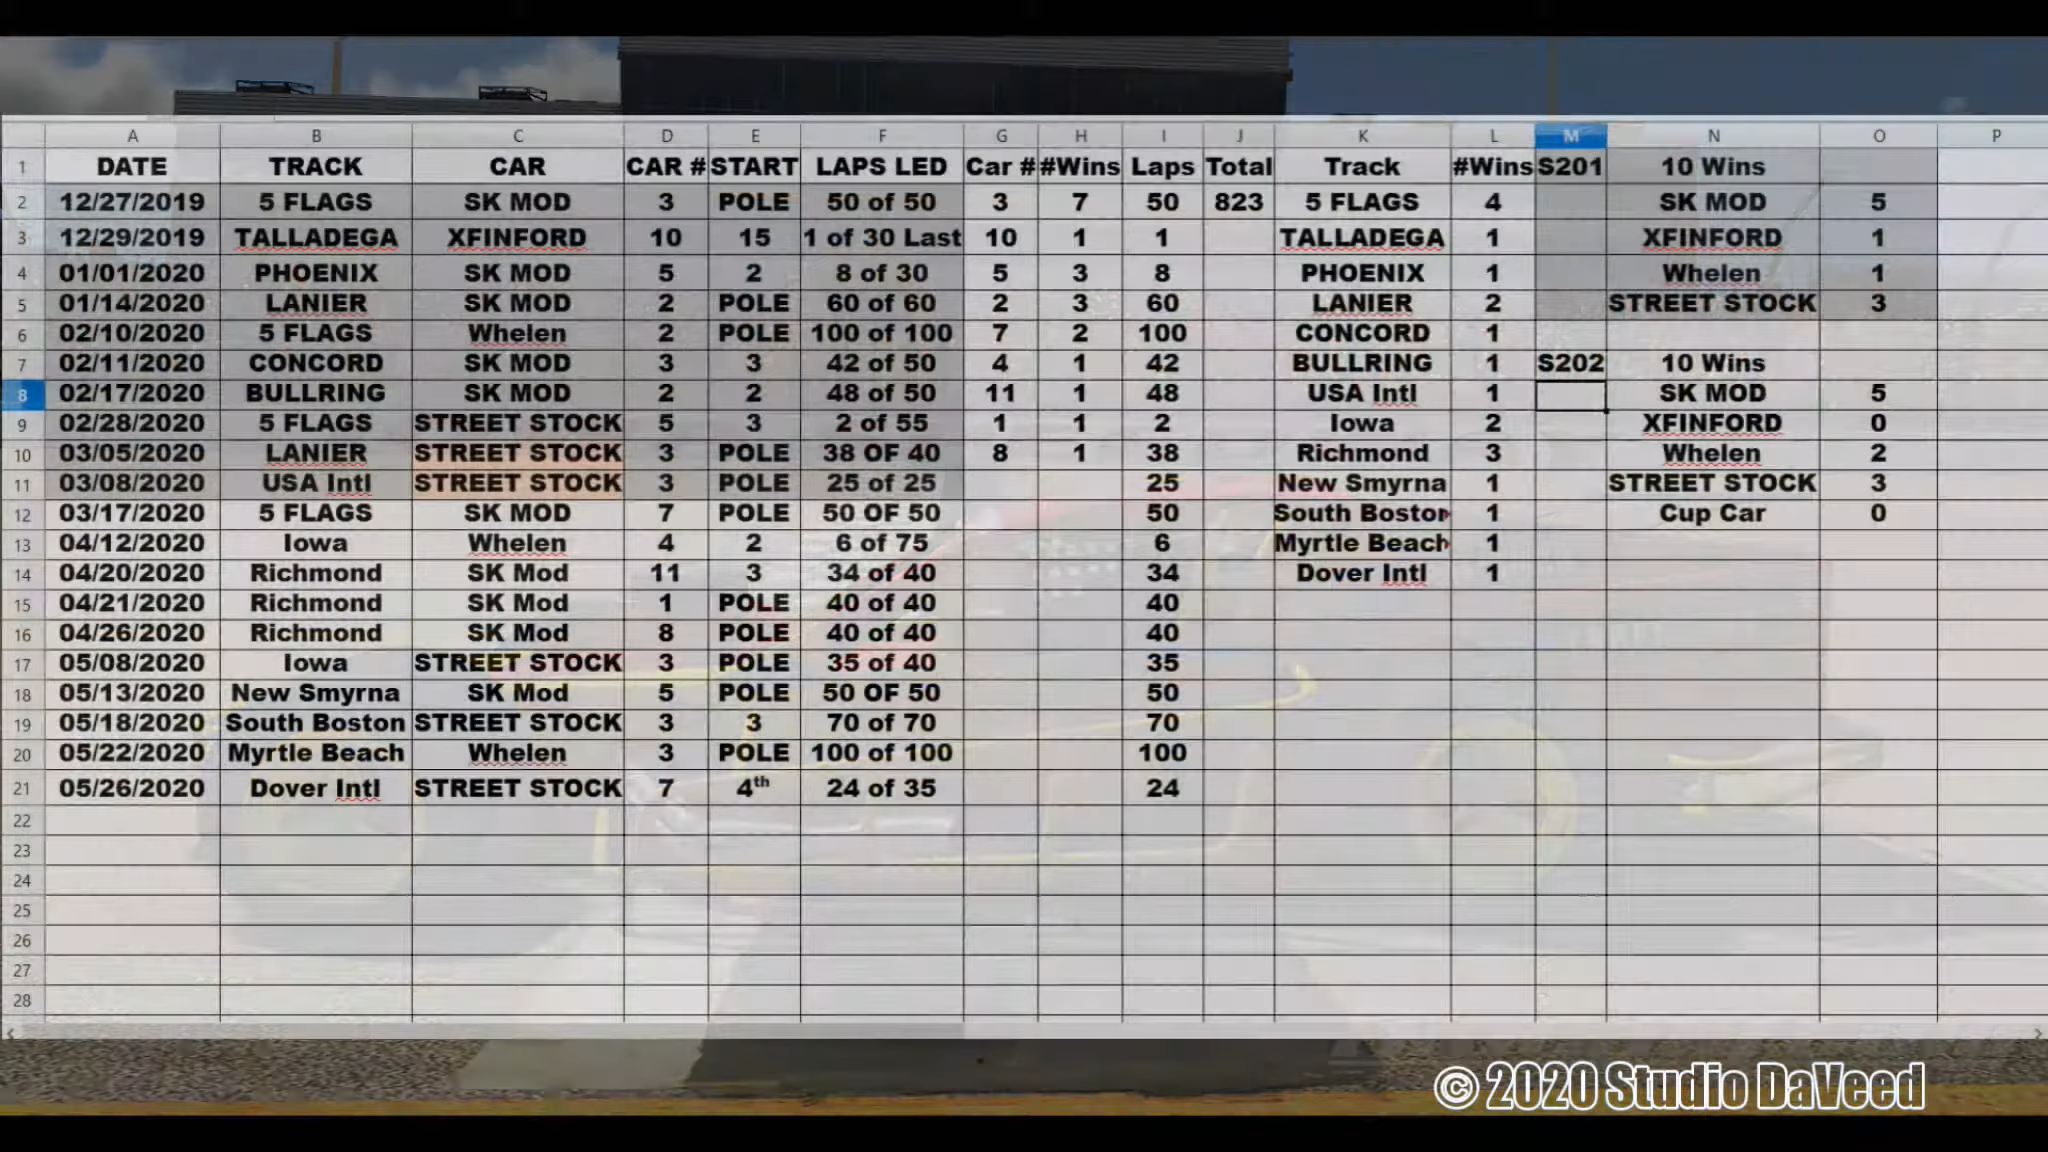 A B C D E F G H I J K L M N O P
1 DATE TRACK CAR CAR # START LAPS LED Car # #Wins Laps Total Track #Wins S201 10 Wins
2 12/27/2019 5 FLAGS SK MOD 3 POLE 50 of 50 3 7 50 823 5 FLAGS 4 SK MOD 5
3 12/29/2019 TALLADEGA XFINFORD 10 15 1 of 30 Last 10 1 1 TALLADEGA 1 XFINFORD 1
4 01/01/2020 PHOENIX SK MOD 5 2 8 of 30 5 3 8 PHOENIX 1 Whelen 1
5 01/14/2020 LANIER SK MOD 2 POLE 60 of 60 2 3 60 LANIER 2 STREET STOCK 3
6 02/10/2020 5 FLAGS Whelen 2 POLE 100 of 100 7 2 100 CONCORD 1
7 02/11/2020 CONCORD SK MOD 3 3 42 of 50 4 1 42 BULLRING 1 S202 10 Wins
8 02/17/2020 BULLRING SK MOD 2 2 48 of 50 11 1 48 USA Intl 1 SK MOD 5
9 02/28/2020 5 FLAGS STREET STOCK 5 3 2 of 55 1 1 2 Iowa 2 XFINFORD 0
10 03/05/2020 LANIER STREET STOCK 3 POLE 38 OF 40 8 1 38 Richmond 3 Whelen 2
11 03/08/2020 USA Intl STREET STOCK 3 POLE 25 of 25 25 New Smyrna 1 STREET STOCK 3
12 03/17/2020 5 FLAGS SK MOD 7 POLE 50 OF 50 50 South Boston 1 Cup Car 0
13 04/12/2020 Iowa Whelen 4 2 6 of 75 6 Myrtle Beach 1
14 04/20/2020 Richmond SK Mod 11 3 34 of 40 34 Dover Intl 1
15 04/21/2020 Richmond SK Mod 1 POLE 40 of 40 40
16 04/26/2020 Richmond SK Mod 8 POLE 40 of 40 40
17 05/08/2020 Iowa STREET STOCK 3 POLE 35 of 40 35
18 05/13/2020 New Smyrna SK Mod 5 POLE 50 OF 50 50
19 05/18/2020 South Boston STREET STOCK 3 3 70 of 70 70
20 05/22/2020 Myrtle Beach Whelen 3 POLE 100 of 100 100
21 05/26/2020 Dover Intl STREET STOCK 7 4th 24 of 35 24
22
23
24
25
26
27
28
© 2020 Studio DaVeed